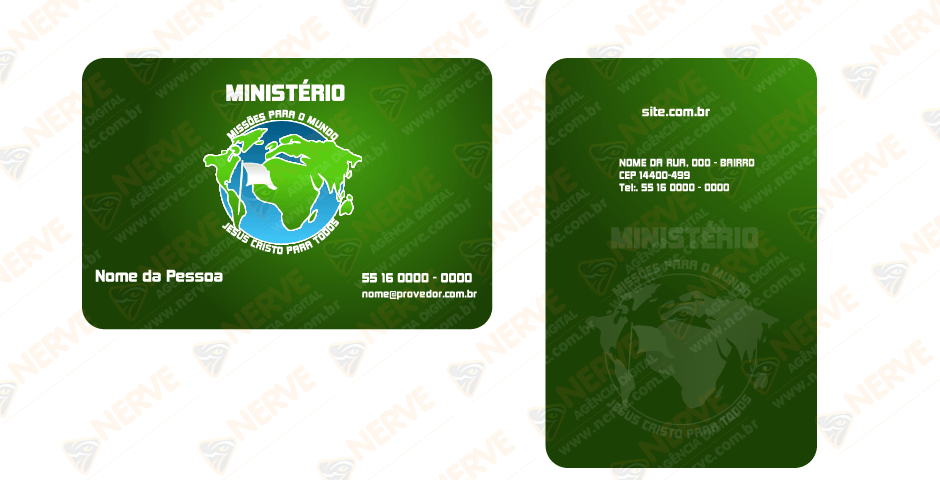 MINISTÉRIO
MISSÕES PARA O MUNDO
JESUS CRISTO PARA TODOS
Nome da Pessoa
55 16 0000 - 0000
nome@provedor.com.br
site.com.br
NOME DA RUA, 000 - BAIRRO
CEP 14400-499
Tel:. 55 16 0000 - 0000
MINISTÉRIO
MISSÕES PARA O MUNDO
JESUS CRISTO PARA TODOS
NERVE
AGÊNCIA DIGITAL
www.nerve.com.br